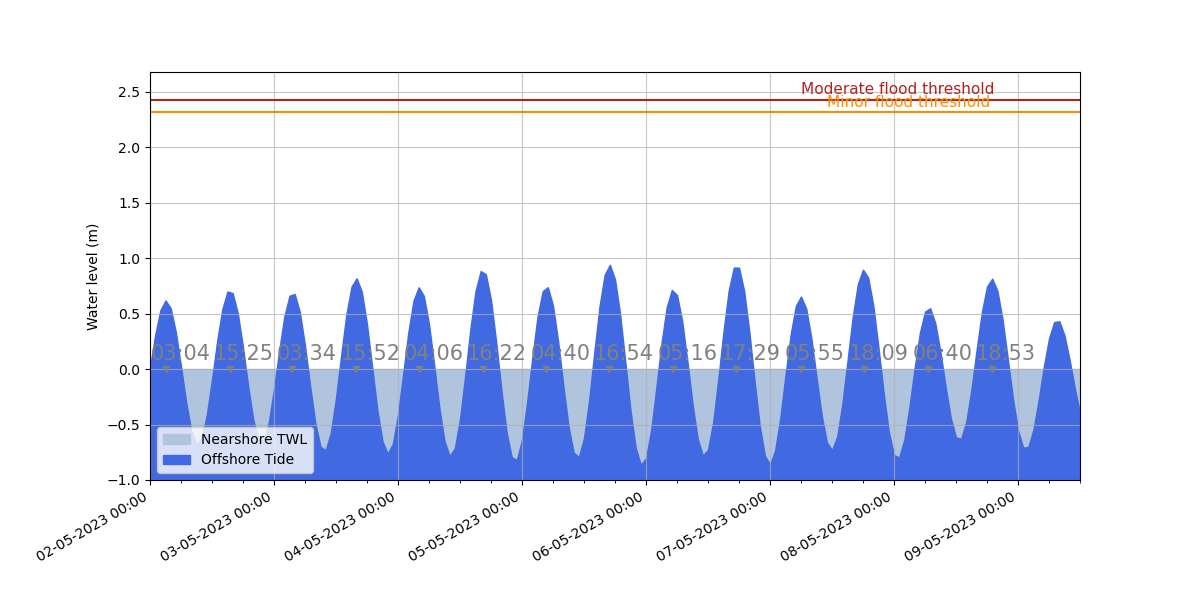 Moderate flood threshold
Minor flood threshold
2.5
2.0
1.5
1.0
0.5
0.0
−0.5
−1.0
Water level (m)
03:04 15:25 03:34 15:52 04:06 16:22 04:40 16:54 05:16 17:29 05:55 18:09 06:40 18:53
Nearshore TWL
Offshore Tide
02-05-2023 00:00
03-05-2023 00:00
04-05-2023 00:00
05-05-2023 00:00
06-05-2023 00:00
07-05-2023 00:00
08-05-2023 00:00
09-05-2023 00:00